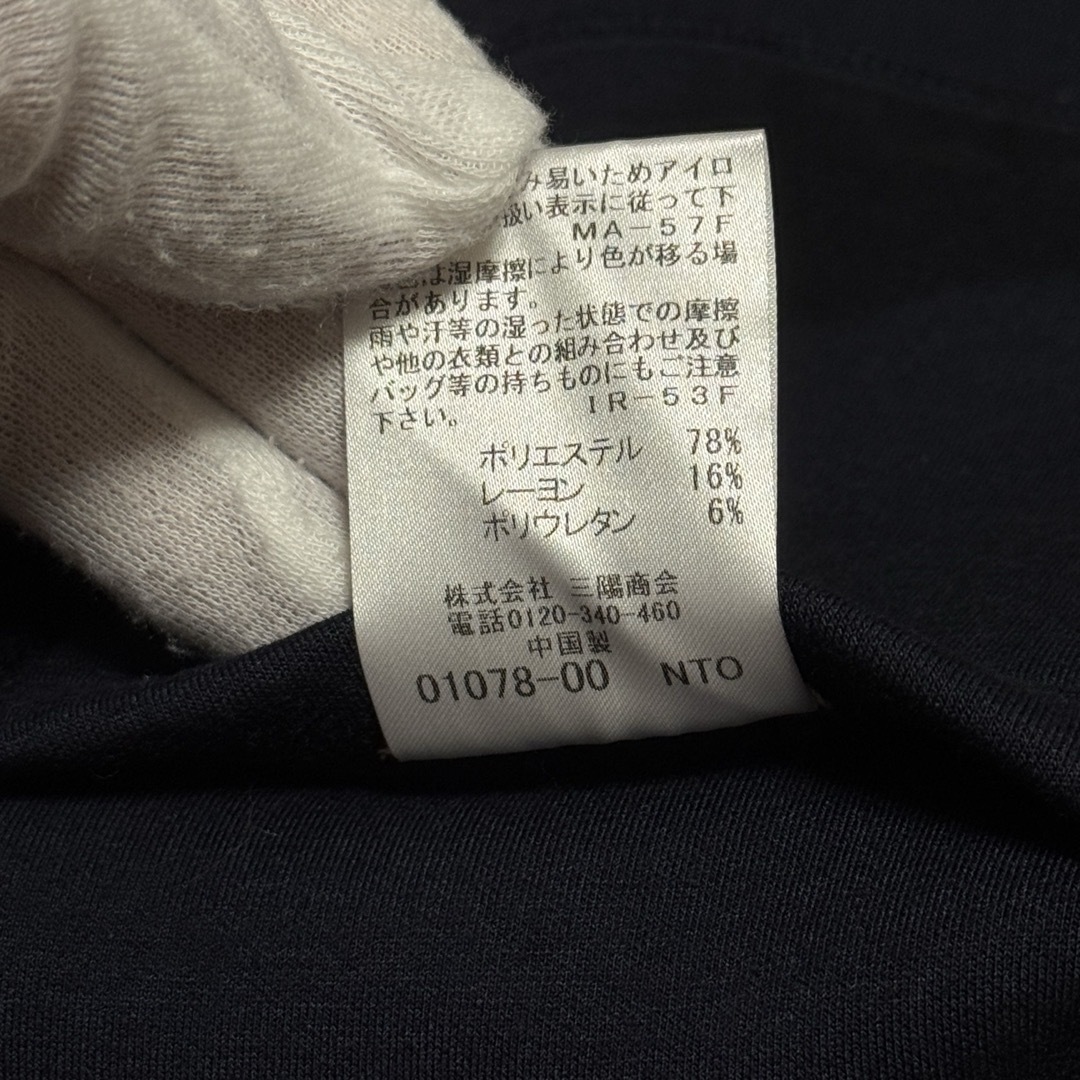 み易いためアイロ
扱い表示に従って下
MA-57F
は湿摩擦により色が移る場
合があります。
雨や汗等の湿った状態での摩擦
や他の衣類との組み合わせ及び
バッグ等の持ちものにもご注意
下さい。 IR-53F
ポリエステル 78%
レーヨン 16%
ポリウレタン 6%
株式会社 三陽商会
電話0120-340-460
中国製
01078-00 NTO